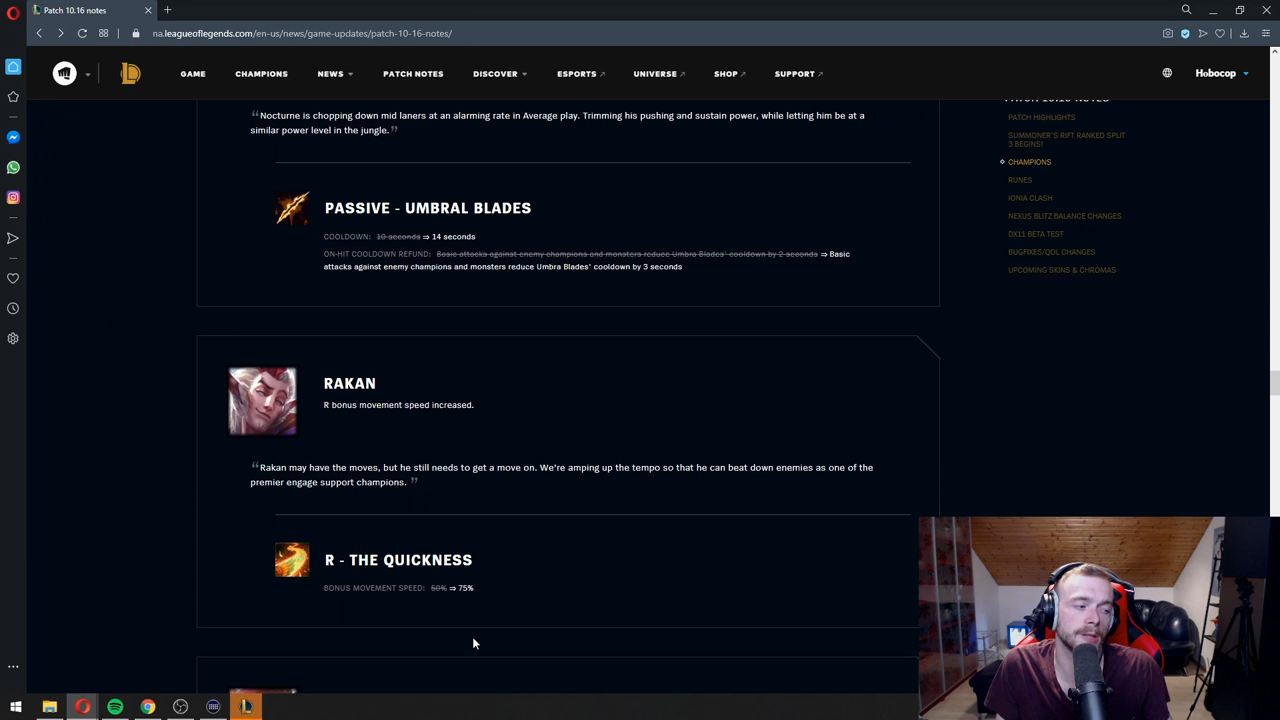 Patch 10.16 notes
na.leagueoflegends.com/en-us/news/game-updates/patch-10-16-notes/
GAME CHAMPIONS NEWS PATCH NOTES DISCOVER ESPORTS UNIVERSE SHOP SUPPORT Hobocop
PATCH 10.16 NOTES
PATCH HIGHLIGHTS
SUMMONER'S RIFT RANKED SPLIT
3 BEGINS!
CHAMPIONS
RUNES
IONIA CLASH
NEXUS BLITZ BALANCE CHANGES
DX11 BETA TEST
BUGFIXES/QOL CHANGES
UPCOMING SKINS & CHROMAS
“Nocturne is chopping down mid laners at an alarming rate in Average play. Trimming his pushing and sustain power, while letting him be at a
similar power level in the jungle.”
PASSIVE - UMBRAL BLADES
COOLDOWN: 10 seconds ⇒ 14 seconds
ON-HIT COOLDOWN REFUND: Basic attacks against enemy champions and monsters reduce Umbra Blades' cooldown by 2 seconds ⇒ Basic
attacks against enemy champions and monsters reduce Umbra Blades' cooldown by 3 seconds
RAKAN
R bonus movement speed increased.
“Rakan may have the moves, but he still needs to get a move on. We're amping up the tempo so that he can beat down enemies as one of the
premier engage support champions. ”
R - THE QUICKNESS
BONUS MOVEMENT SPEED: 50% ⇒ 75%